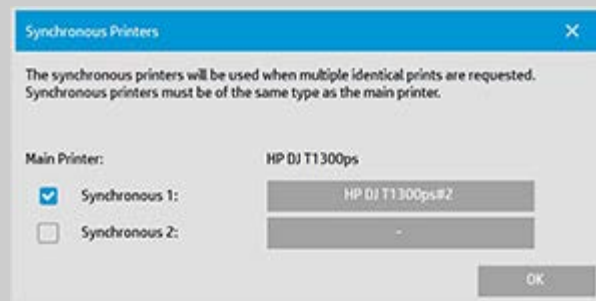 Synchronous Printers
The synchronous printers will be used when multiple identical prints are requested.
Synchronous printers must be of the same type as the main printer.
Main Printer: HP DJ T1300ps
Synchronous 1: HP DJ T1300ps#2
Synchronous 2: -
OK